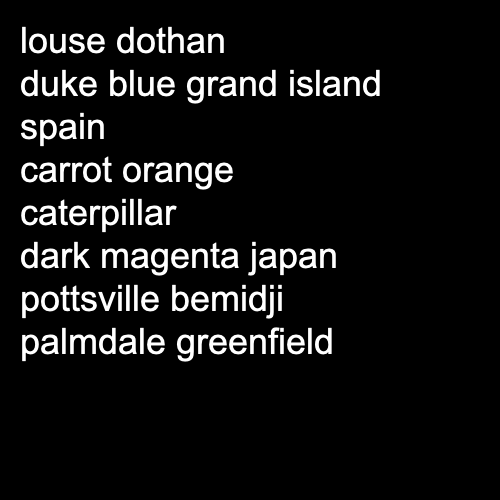 louse dothan
duke blue grand island
spain
carrot orange
caterpillar
dark magenta japan
pottsville bemidji
palmdale greenfield